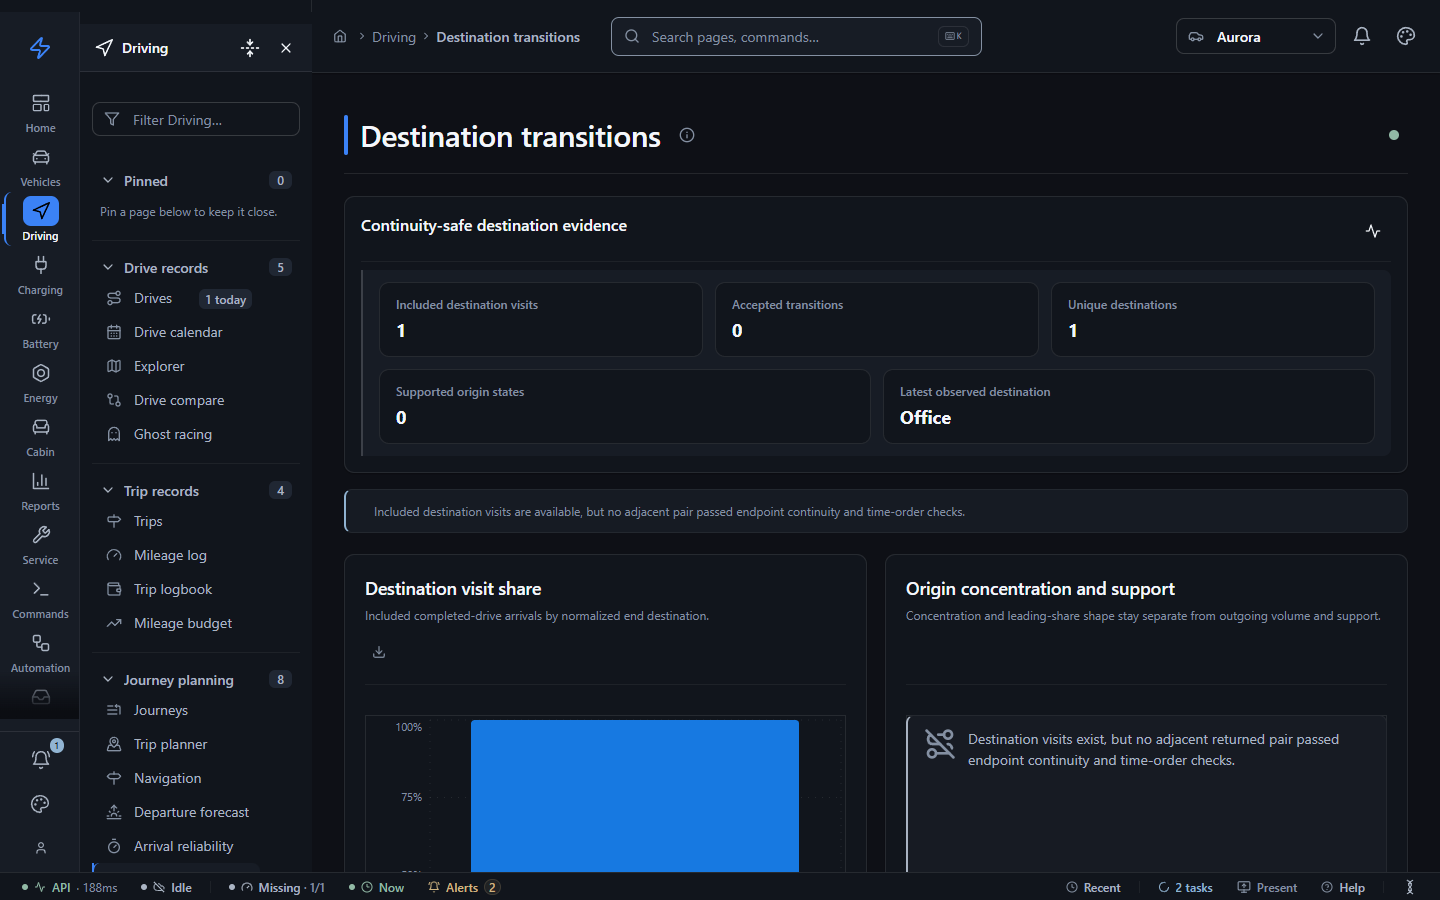 Driving
Driving
Destination transitions
Search pages, commands...
K
Aurora
Home
Vehicles
Driving
Charging
Battery
Energy
Cabin
Reports
Service
Commands
Automation
1
Filter Driving...
Pinned
0
Pin a page below to keep it close.
Drive records
5
Drives
1 today
Drive calendar
Explorer
Drive compare
Ghost racing
Trip records
4
Trips
Mileage log
Trip logbook
Mileage budget
Journey planning
8
Journeys
Trip planner
Navigation
Departure forecast
Arrival reliability
Destination transitions
Continuity-safe destination evidence
Included destination visits
1
Accepted transitions
0
Unique destinations
1
Supported origin states
0
Latest observed destination
Office
Included destination visits are available, but no adjacent pair passed endpoint continuity and time-order checks.
Destination visit share
Included completed-drive arrivals by normalized end destination.
100%
75%
Origin concentration and support
Concentration and leading-share shape stay separate from outgoing volume and support.
Destination visits exist, but no adjacent returned pair passed
endpoint continuity and time-order checks.
API · 188ms
Idle
Missing · 1/1
Now
Alerts 2
Recent
2 tasks
Present
Help